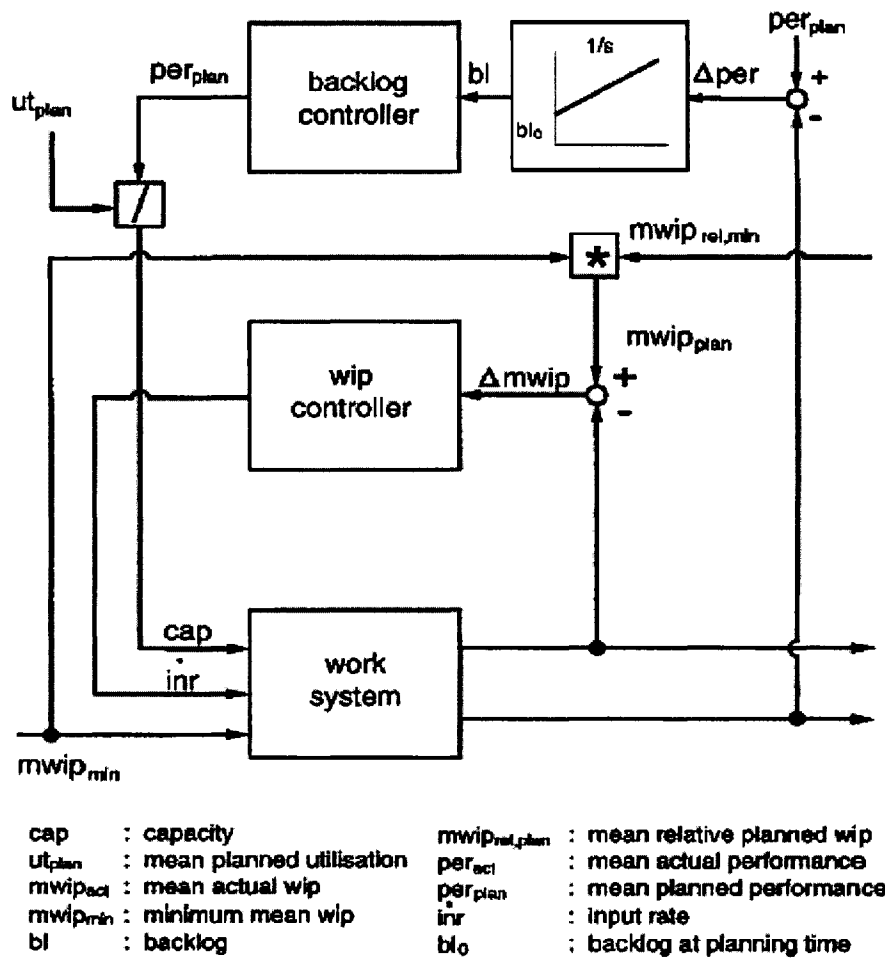 per_plan
1/s
per_plan
backlog
controller
bl
bl₀
Δper
+
-
ut_plan
/
*
mwip_rel,min
mwip_plan
wip
controller
Δmwip
+
-
cap
inr
work
system
mwip_min
cap : capacity
ut_plan : mean planned utilisation
mwip_act : mean actual wip
mwip_min : minimum mean wip
bl : backlog
mwip_rel,plan : mean relative planned wip
per_act : mean actual performance
per_plan : mean planned performance
inr : input rate
bl₀ : backlog at planning time